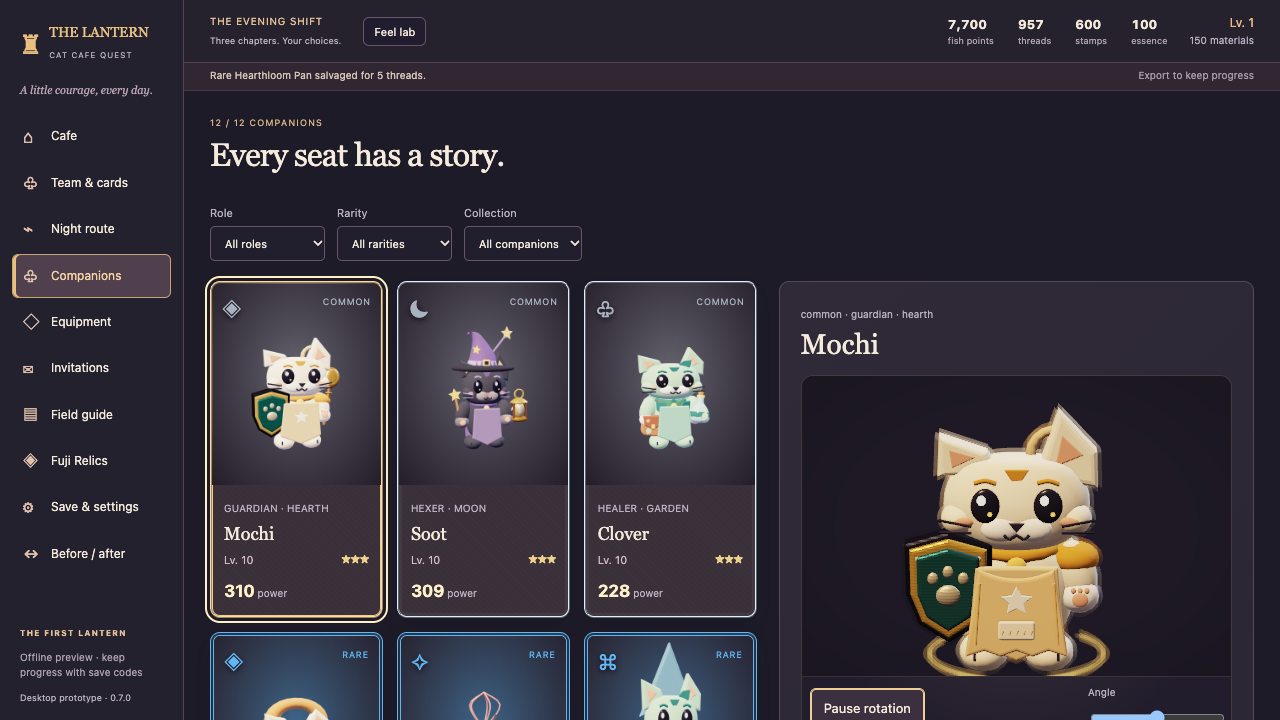 THE LANTERN
CAT CAFE QUEST
A little courage, every day.
Cafe
Team & cards
Night route
Companions
Equipment
Invitations
Field guide
Fuji Relics
Save & settings
Before / after
THE FIRST LANTERN
Offline preview · keep
progress with save codes
Desktop prototype · 0.7.0
THE EVENING SHIFT
Three chapters. Your choices.
Feel lab
7,700
fish points
957
threads
600
stamps
100
essence
Lv. 1
150 materials
Rare Hearthloom Pan salvaged for 5 threads.
Export to keep progress
12 / 12 COMPANIONS
Every seat has a story.
Role
All roles
Rarity
All rarities
Collection
All companions
COMMON
GUARDIAN · HEARTH
Mochi
Lv. 10
310 power
COMMON
HEXER · MOON
Soot
Lv. 10
309 power
COMMON
HEALER · GARDEN
Clover
Lv. 10
228 power
RARE
RARE
RARE
common · guardian · hearth
Mochi
Pause rotation
Angle